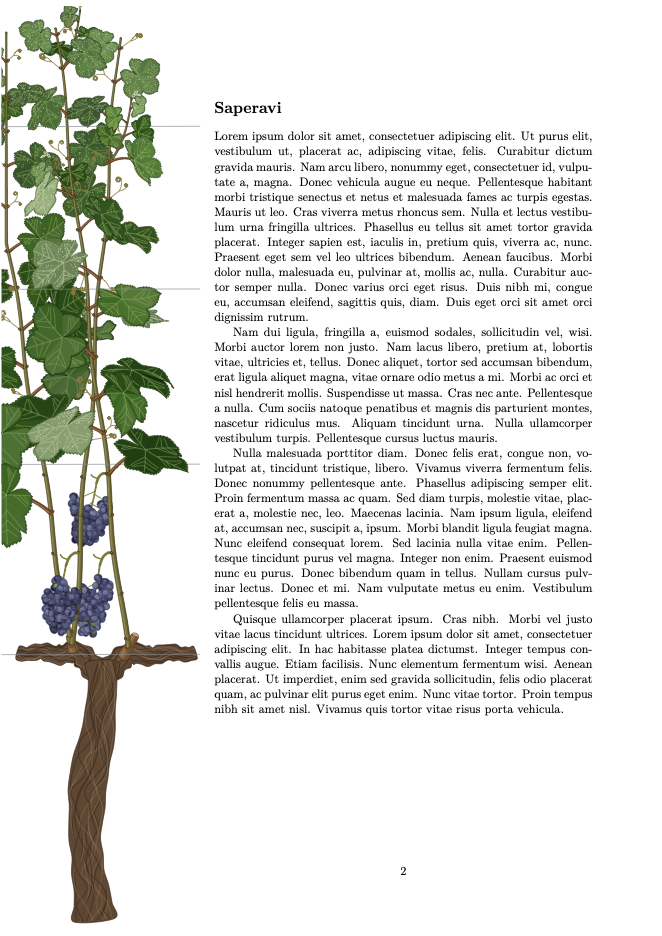 Saperavi
Lorem ipsum dolor sit amet, consectetuer adipiscing elit. Ut purus elit,
vestibulum ut, placerat ac, adipiscing vitae, felis. Curabitur dictum
gravida mauris. Nam arcu libero, nonummy eget, consectetuer id, vulpu-
tate a, magna. Donec vehicula augue eu neque. Pellentesque habitant
morbi tristique senectus et netus et malesuada fames ac turpis egestas.
Mauris ut leo. Cras viverra metus rhoncus sem. Nulla et lectus vestibu-
lum urna fringilla ultrices. Phasellus eu tellus sit amet tortor gravida
placerat. Integer sapien est, iaculis in, pretium quis, viverra ac, nunc.
Praesent eget sem vel leo ultrices bibendum. Aenean faucibus. Morbi
dolor nulla, malesuada eu, pulvinar at, mollis ac, nulla. Curabitur auc-
tor semper nulla. Donec varius orci eget risus. Duis nibh mi, congue
eu, accumsan eleifend, sagittis quis, diam. Duis eget orci sit amet orci
dignissim rutrum.
Nam dui ligula, fringilla a, euismod sodales, sollicitudin vel, wisi.
Morbi auctor lorem non justo. Nam lacus libero, pretium at, lobortis
vitae, ultricies et, tellus. Donec aliquet, tortor sed accumsan bibendum,
erat ligula aliquet magna, vitae ornare odio metus a mi. Morbi ac orci et
nisl hendrerit mollis. Suspendisse ut massa. Cras nec ante. Pellentesque
a nulla. Cum sociis natoque penatibus et magnis dis parturient montes,
nascetur ridiculus mus. Aliquam tincidunt urna. Nulla ullamcorper
vestibulum turpis. Pellentesque cursus luctus mauris.
Nulla malesuada porttitor diam. Donec felis erat, congue non, vo-
lutpat at, tincidunt tristique, libero. Vivamus viverra fermentum felis.
Donec nonummy pellentesque ante. Phasellus adipiscing semper elit.
Proin fermentum massa ac quam. Sed diam turpis, molestie vitae, plac-
erat a, molestie nec, leo. Maecenas lacinia. Nam ipsum ligula, eleifend
at, accumsan nec, suscipit a, ipsum. Morbi blandit ligula feugiat magna.
Nunc eleifend consequat lorem. Sed lacinia nulla vitae enim. Pellen-
tesque tincidunt purus vel magna. Integer non enim. Praesent euismod
nunc eu purus. Donec bibendum quam in tellus. Nullam cursus pulv-
inar lectus. Donec et mi. Nam vulputate metus eu enim. Vestibulum
pellentesque felis eu massa.
Quisque ullamcorper placerat ipsum. Cras nibh. Morbi vel justo
vitae lacus tincidunt ultrices. Lorem ipsum dolor sit amet, consectetuer
adipiscing elit. In hac habitasse platea dictumst. Integer tempus con-
vallis augue. Etiam facilisis. Nunc elementum fermentum wisi. Aenean
placerat. Ut imperdiet, enim sed gravida sollicitudin, felis odio placerat
quam, ac pulvinar elit purus eget enim. Nunc vitae tortor. Proin tempus
nibh sit amet nisl. Vivamus quis tortor vitae risus porta vehicula.
2